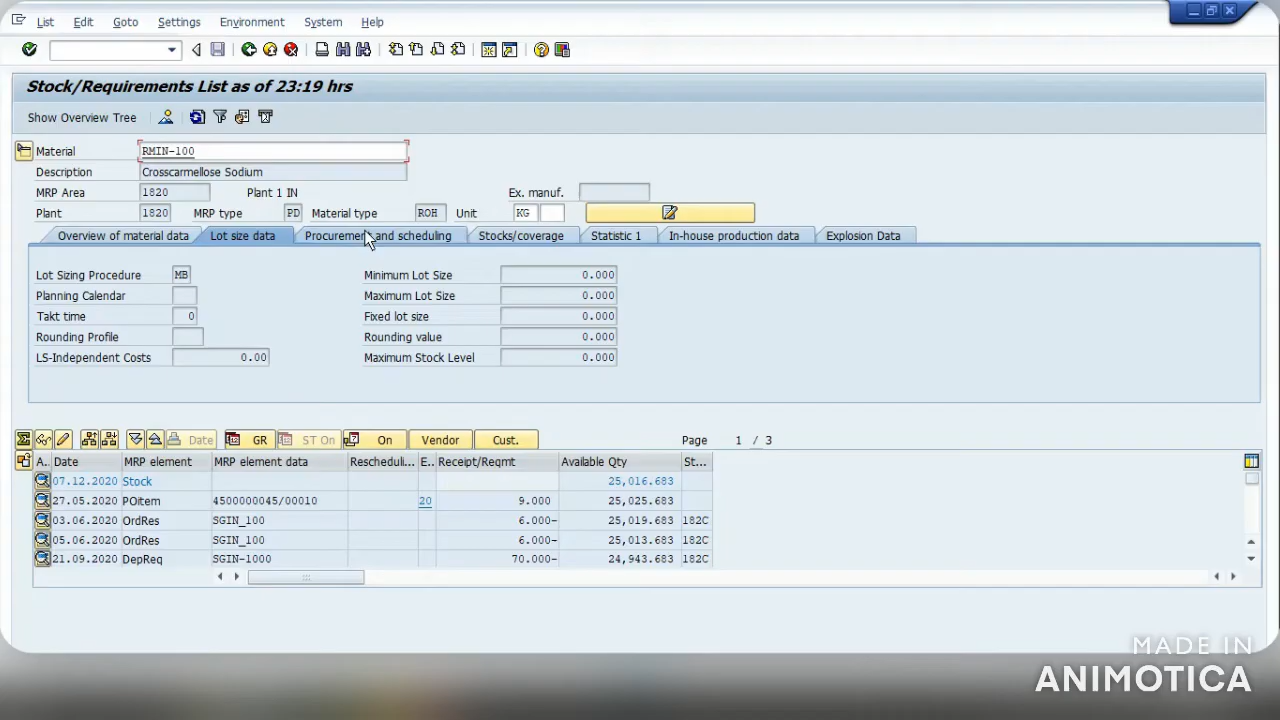 List Edit Goto Settings Environment System Help
Stock/Requirements List as of 23:19 hrs
Show Overview Tree
Material RMIN-100
Description Crosscarmellose Sodium
MRP Area 1820 Plant 1 IN Ex. manuf.
Plant 1820 MRP type PD Material type ROH Unit KG
Overview of material data Lot size data Procurement and scheduling Stocks/coverage Statistic 1 In-house production data Explosion Data
Lot Sizing Procedure MB Minimum Lot Size 0.000
Planning Calendar Maximum Lot Size 0.000
Takt time 0 Fixed lot size 0.000
Rounding Profile Rounding value 0.000
LS-Independent Costs 0.00 Maximum Stock Level 0.000
Date GR ST On On Vendor Cust. Page 1 / 3
A.. Date MRP element MRP element data Rescheduli... E.. Receipt/Reqmt Available Qty St...
07.12.2020 Stock 25,016.683
27.05.2020 POitem 4500000045/00010 20 9.000 25,025.683
03.06.2020 OrdRes SGIN_100 6.000- 25,019.683 182C
05.06.2020 OrdRes SGIN_100 6.000- 25,013.683 182C
21.09.2020 DepReq SGIN-1000 70.000- 24,943.683 182C
MADE IN
ANIMOTICA